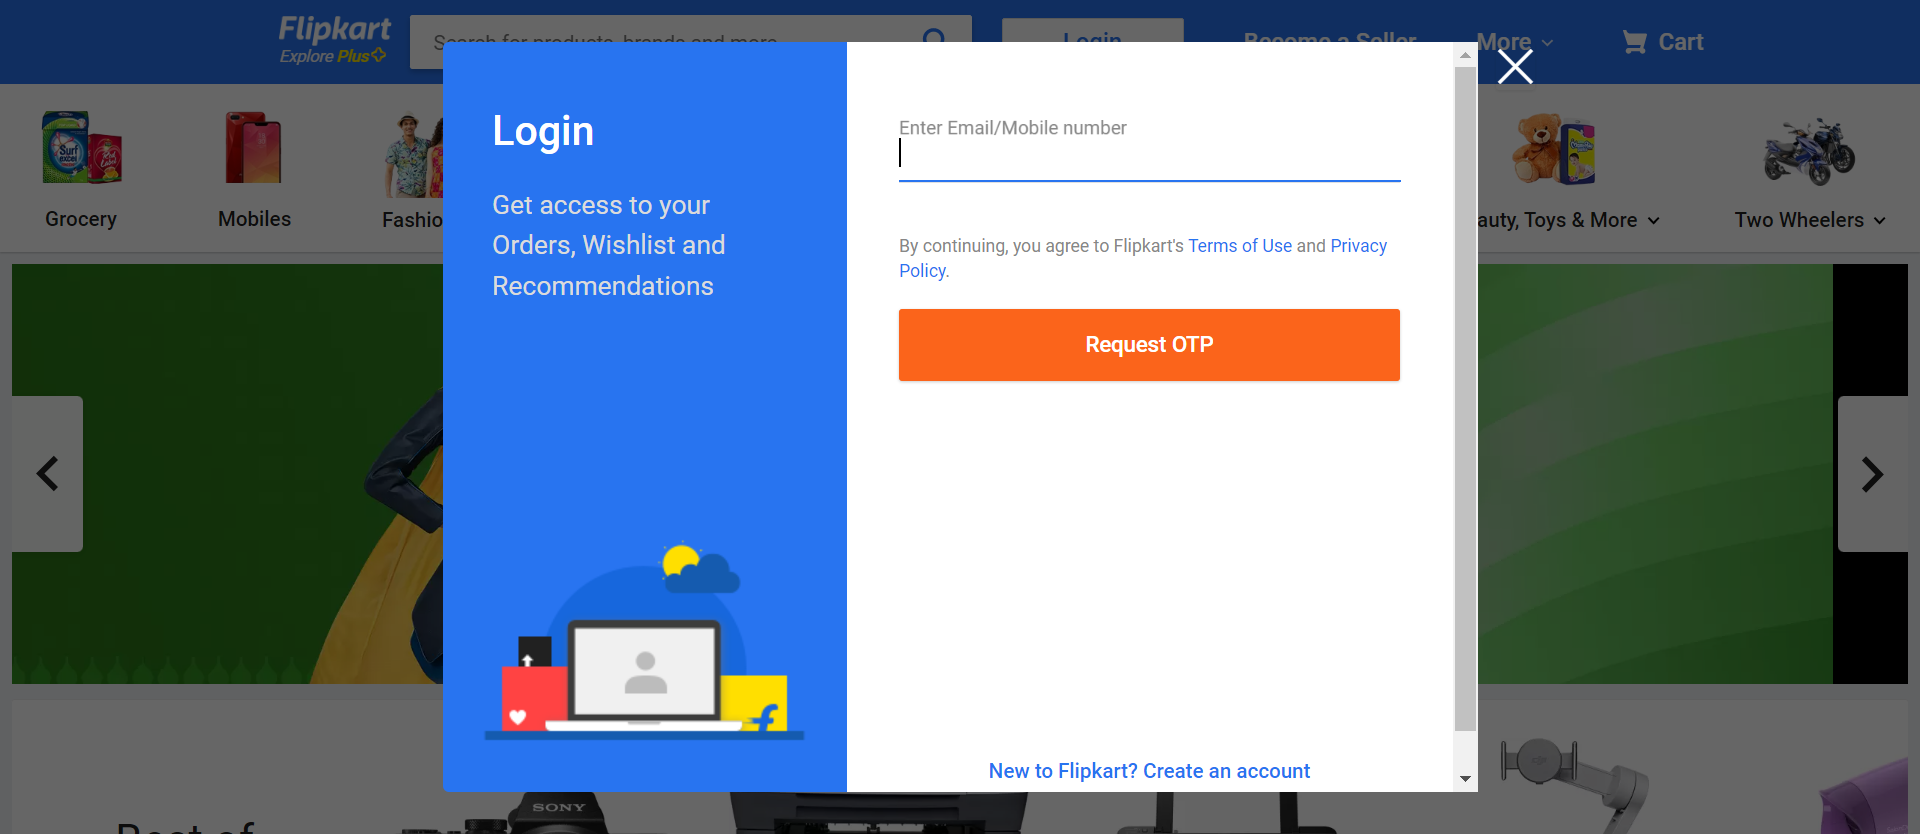 Flipkart
Explore Plus
Search for products, brands and more
Login
Become a Seller
More
Cart
Grocery
Mobiles
Fashio
auty, Toys & More
Two Wheelers
Login
Get access to your
Orders, Wishlist and
Recommendations
Enter Email/Mobile number
By continuing, you agree to Flipkart's Terms of Use and Privacy
Policy.
Request OTP
New to Flipkart? Create an account
Surf
excel
SONY
Best of